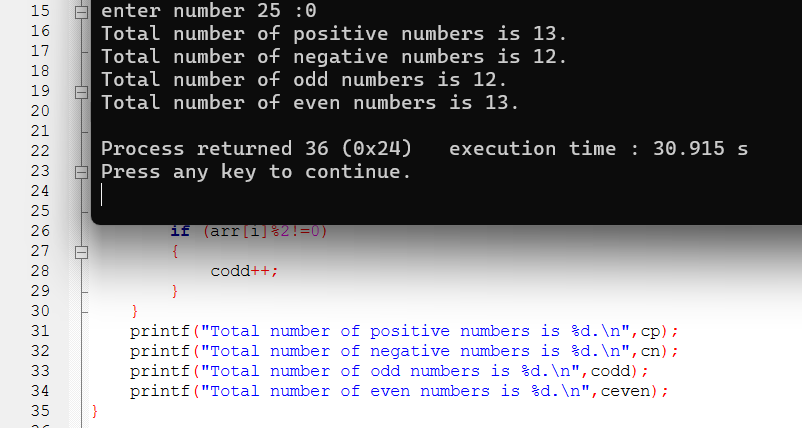 15 enter number 25 :0
16 Total number of positive numbers is 13.
17 Total number of negative numbers is 12.
18 Total number of odd numbers is 12.
19 Total number of even numbers is 13.
20
21
22 Process returned 36 (0x24)   execution time : 30.915 s
23 Press any key to continue.
24
25
26 if (arr[i]%2!=0)
27 {
28 codd++;
29 }
30 }
31 printf("Total number of positive numbers is %d.\n",cp);
32 printf("Total number of negative numbers is %d.\n",cn);
33 printf("Total number of odd numbers is %d.\n",codd);
34 printf("Total number of even numbers is %d.\n",ceven);
35 }